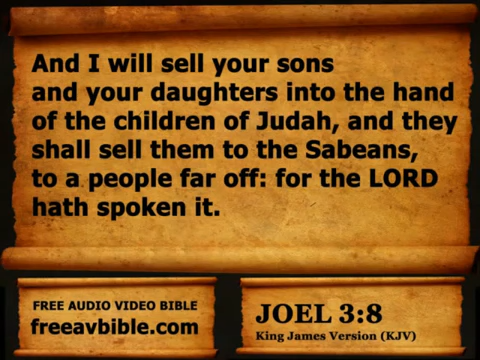 And I will sell your sons
and your daughters into the hand
of the children of Judah, and they
shall sell them to the Sabeans,
to a people far off: for the LORD
hath spoken it.
FREE AUDIO VIDEO BIBLE
freeavbible.com
JOEL 3:8
King James Version (KJV)